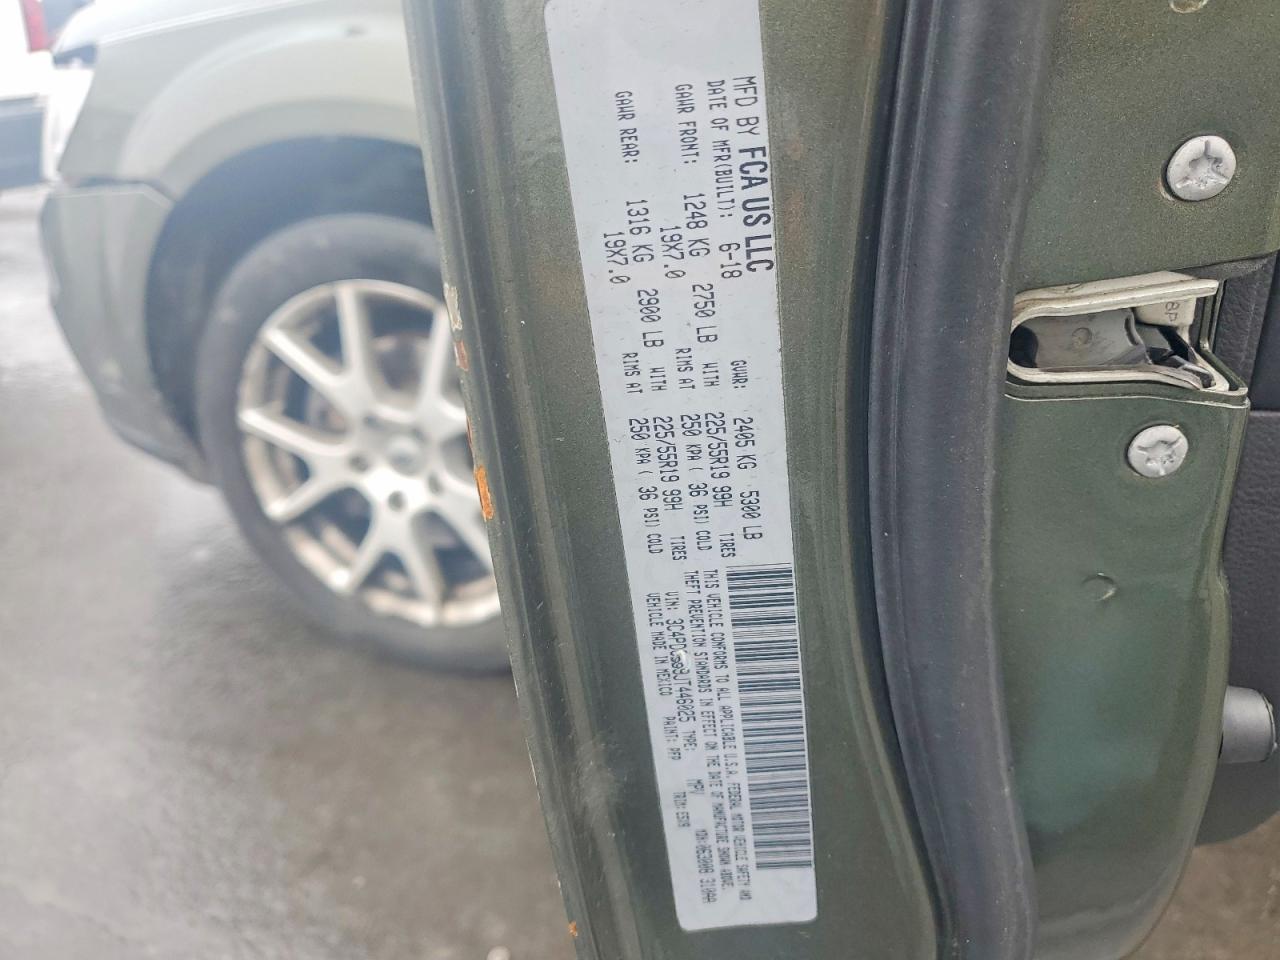 MFD BY FCA US LLC
DATE OF MFR(BUILT): 6-18 GVWR: 2405 KG 5300 LB
GAWR FRONT: 1248 KG 2750 LB WITH 225/55R19 99H TIRES
19X7.0 RIMS AT 250 KPA ( 36 PSI) COLD
GAWR REAR: 1316 KG 2900 LB WITH 225/55R19 99H TIRES
19X7.0 RIMS AT 250 KPA ( 36 PSI) COLD
THIS VEHICLE CONFORMS TO ALL APPLICABLE U.S.A. FEDERAL MOTOR VEHICLE SAFETY AND
THEFT PREVENTION STANDARDS IN EFFECT ON THE DATE OF MANUFACTURE SHOWN ABOVE.
VIN: TYPE: MPV
VEHICLE MADE IN MEXICO PAINT: PFP